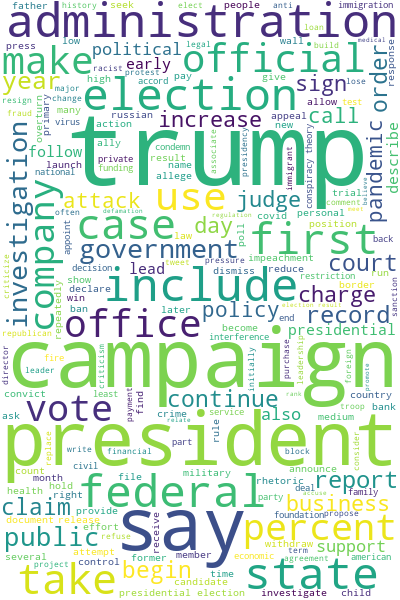 father history seek elect people anti immigration
administration
press low political early wall loan build legal medical
make official sign
racist protest accord give lose
year high pay response
resign major change election allow test
fraud many virus overturn primary action russian increase call appeal new
follow ally condemn result name associate presidency immigrant conspiracy theory pandemic order describe
launch private funding allege trump trial comment believe
national attack use judge covid personal
often defamation regulation position
investigation company case day first back
appoint law poll impeachment
criticize tweet government pressure court run
decision dismiss reduce restriction sanction
show declare lead include charge border
repeatedly win ban later policy record
republican office end become interference presidential election result
director fire leader criticism campaign initially purchase leadership foreign promote
convict least payment find vote continue rank troop country bank
ask crime service also medium
replace part rule president consider
count write financial relate block announce
civil military rhetoric report
month file federal deal family
health hold right party accuse
claim say business
document release provide foundation propose
public effort refuse receive percent support
several attempt former member withdraw
project control begin economic term agreement american
take time candidate state
presidential election investigate child